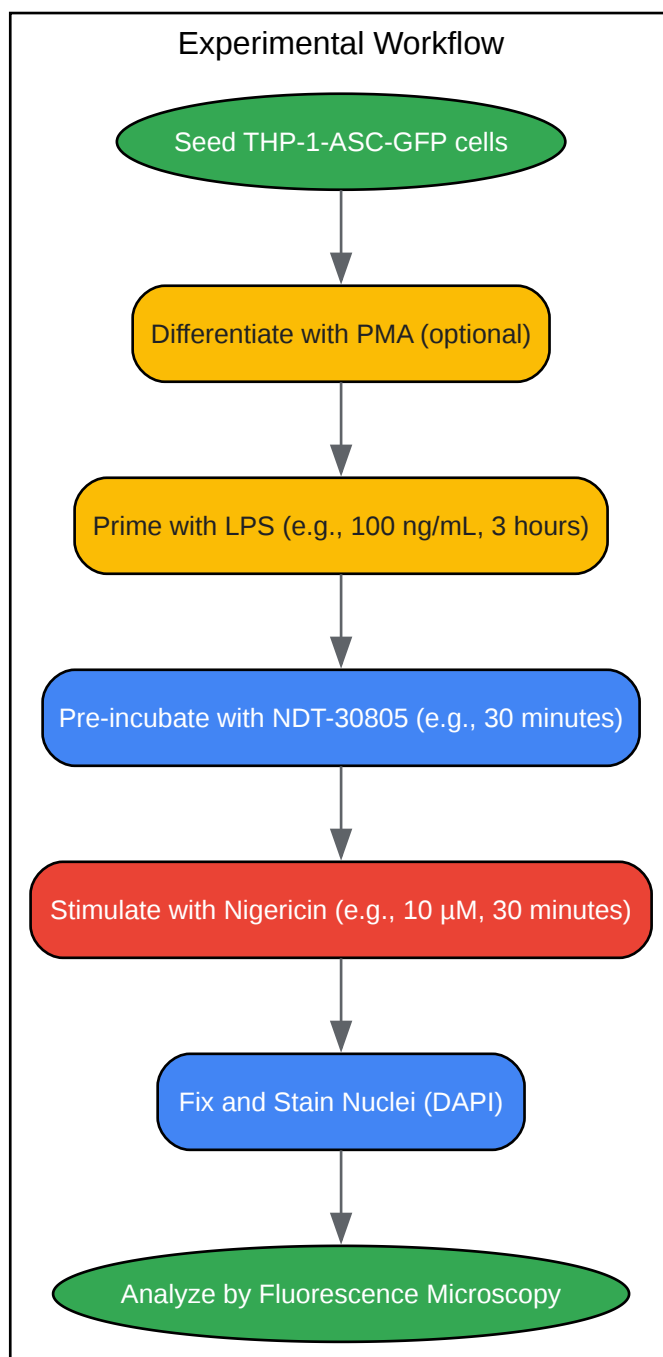 Experimental Workflow
Seed THP-1-ASC-GFP cells
Differentiate with PMA (optional)
Prime with LPS (e.g., 100 ng/mL, 3 hours)
Pre-incubate with NDT-30805 (e.g., 30 minutes)
Stimulate with Nigericin (e.g., 10 µM, 30 minutes)
Fix and Stain Nuclei (DAPI)
Analyze by Fluorescence Microscopy